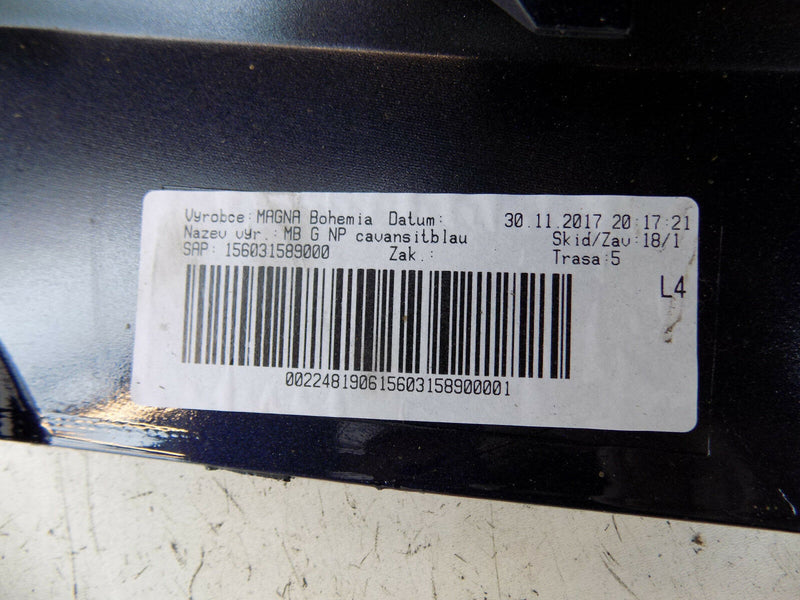 Vyrobce: MAGNA Bohemia Datum: 30.11.2017 20:17:21
Nazev vyr.: MB G NP cavansitblau Skid/Zav:18/1
SAP: 156031589000 Zak.: Trasa:5
L4
002248190615603158900001